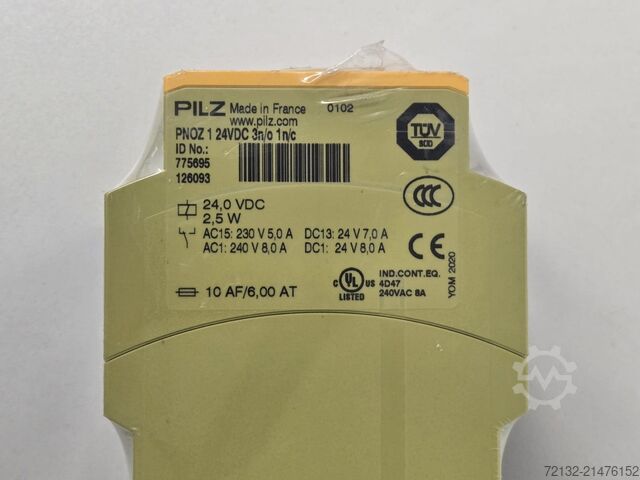 PILZ Made in France 0102
www.pilz.com
PNOZ 1 24VDC 3n/o 1n/c
ID No.:
775695
126093
TÜV
SÜD
24,0 VDC
2,5 W
AC15: 230 V 5,0 A DC13: 24 V 7,0 A
AC1: 240 V 8,0 A DC1: 24 V 8,0 A
CCC
CE
10 AF/6,00 AT
C UL US
LISTED
IND.CONT.EQ.
4D47
240VAC 8A
YOM 2020
72132-21476152